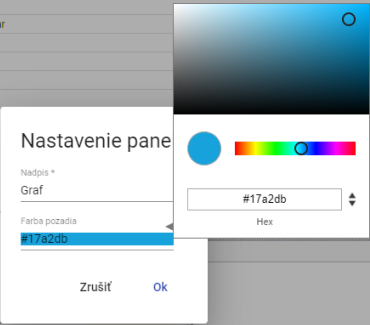 Nastavenie pane
Nadpis *
Graf
Farba pozadia
#17a2db
Zrušiť
Ok
#17a2db
Hex